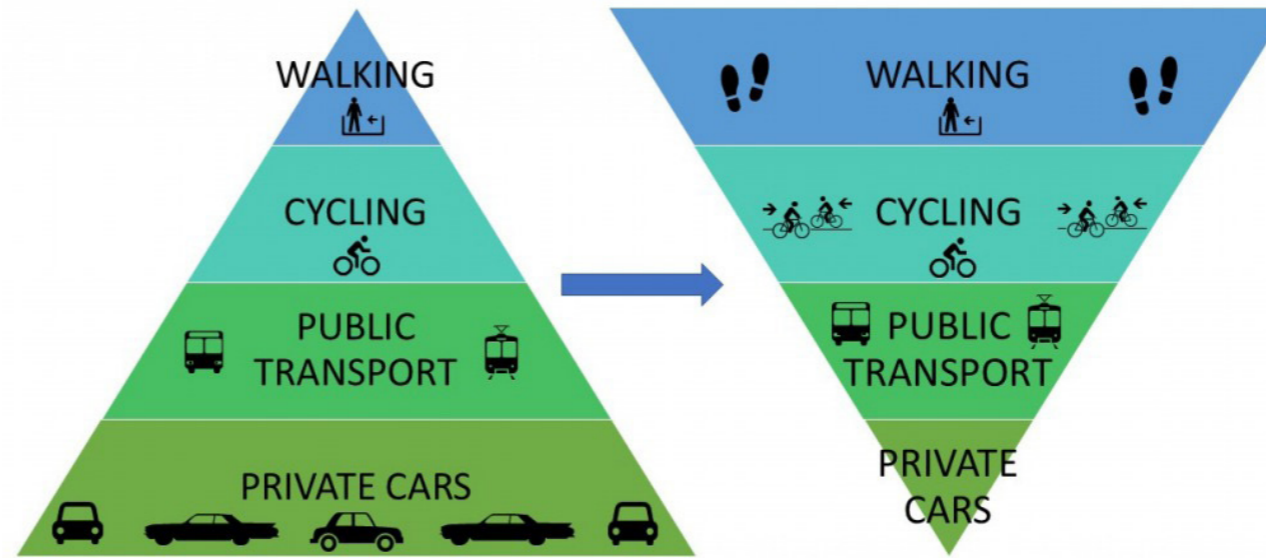 WALKING
CYCLING
PUBLIC
TRANSPORT
PRIVATE CARS
WALKING
CYCLING
PUBLIC
TRANSPORT
PRIVATE
CARS